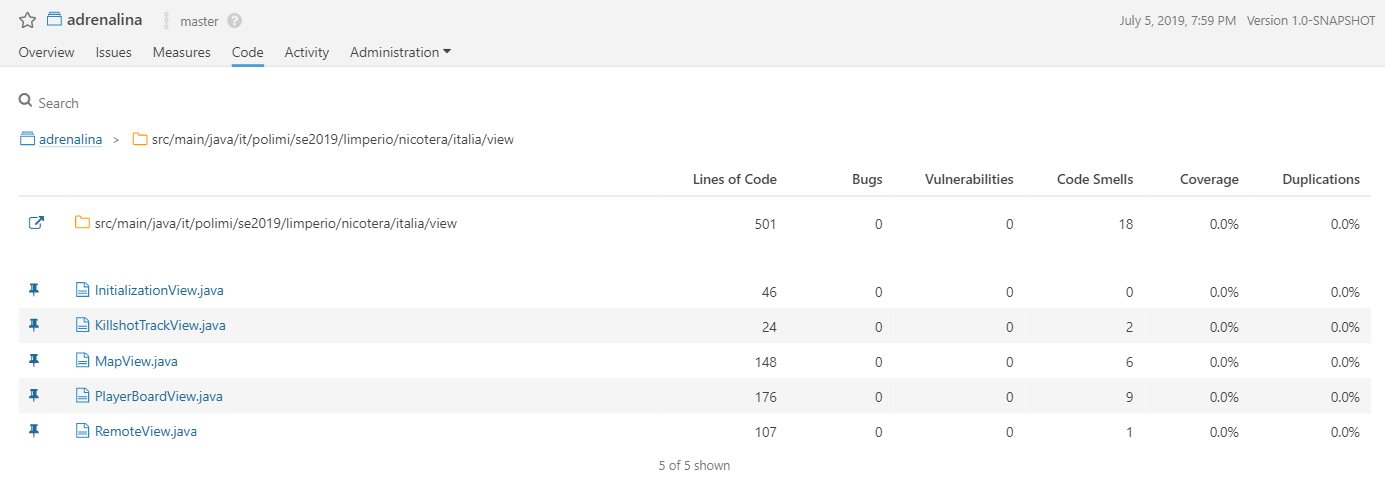 adrenalina master ? July 5, 2019, 7:59 PM Version 1.0-SNAPSHOT
Overview Issues Measures Code Activity Administration
Search
adrenalina > src/main/java/it/polimi/se2019/limperio/nicotera/italia/view
Lines of Code Bugs Vulnerabilities Code Smells Coverage Duplications
src/main/java/it/polimi/se2019/limperio/nicotera/italia/view 501 0 0 18 0.0% 0.0%
InitializationView.java 46 0 0 0 0.0% 0.0%
KillshotTrackView.java 24 0 0 2 0.0% 0.0%
MapView.java 148 0 0 6 0.0% 0.0%
PlayerBoardView.java 176 0 0 9 0.0% 0.0%
RemoteView.java 107 0 0 1 0.0% 0.0%
5 of 5 shown